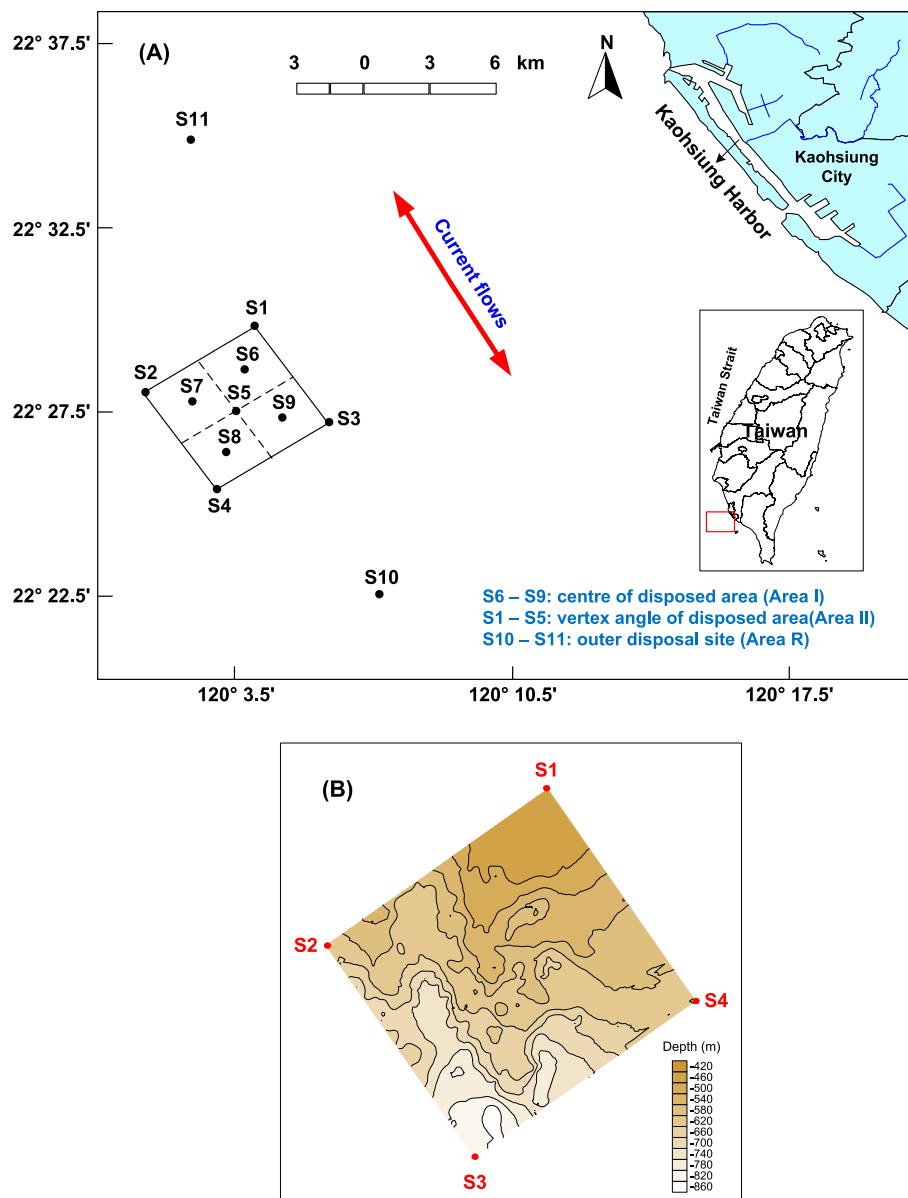 (A)
3 0 3 6 km
N
22° 37.5'
22° 32.5'
22° 27.5'
22° 22.5'
S11
Kaohsiung Harbor
Kaohsiung
City
Current flows
S1
S2
S6
S7
S5
S9
S3
S8
S4
S10
Taiwan Strait
Taiwan
S6 – S9: centre of disposed area (Area I)
S1 – S5: vertex angle of disposed area(Area II)
S10 – S11: outer disposal site (Area R)
120° 3.5'
120° 10.5'
120° 17.5'
(B)
S1
S2
S4
S3
Depth (m)
-420
-460
-500
-540
-580
-620
-660
-700
-740
-780
-820
-860